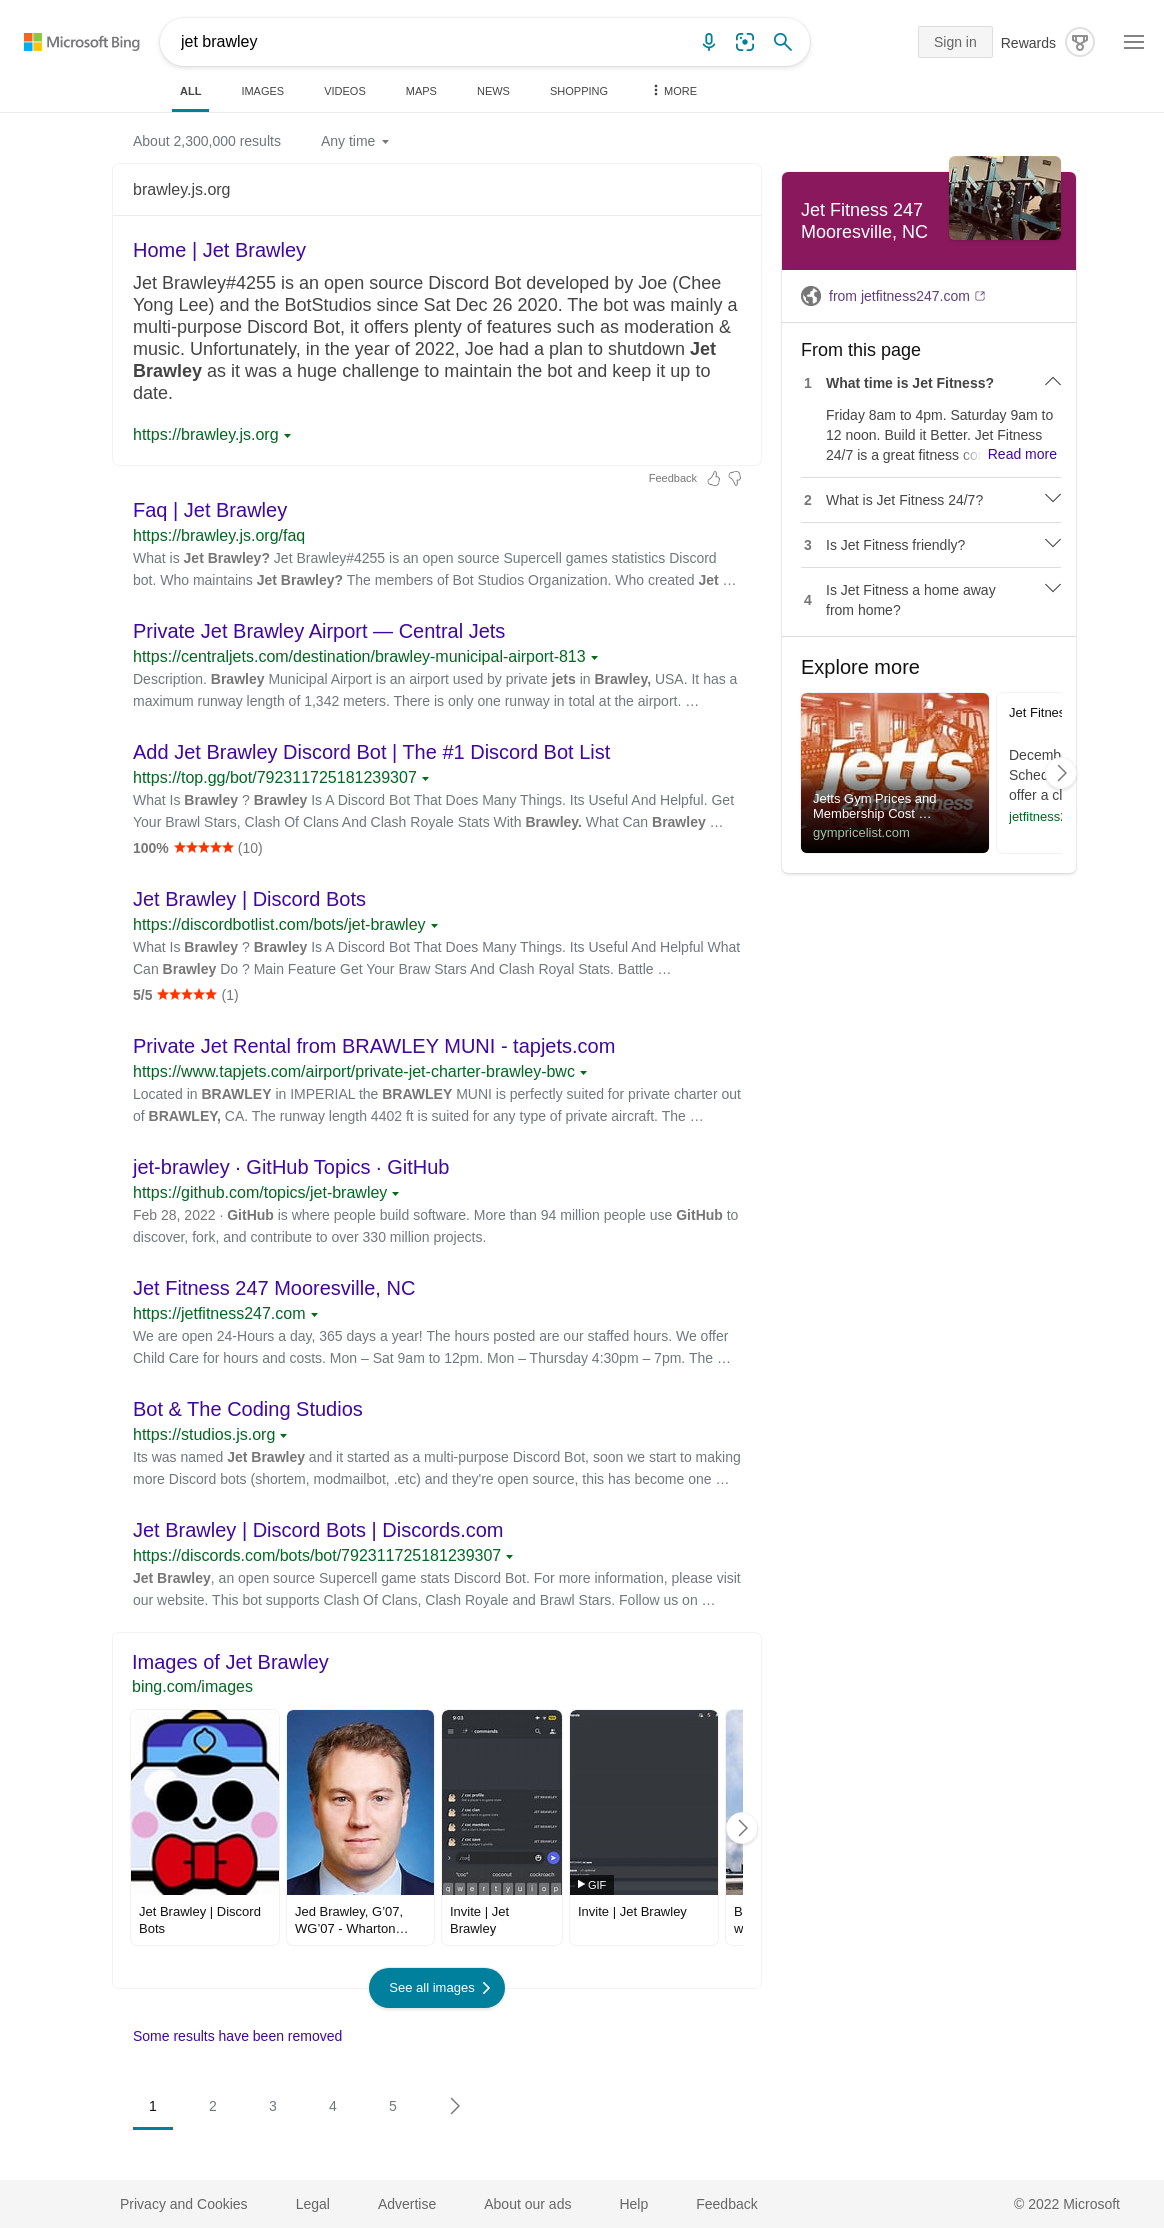 Microsoft Bing
jet brawley
Sign in
Rewards
ALL
IMAGES
VIDEOS
MAPS
NEWS
SHOPPING
MORE
About 2,300,000 results
Any time
brawley.js.org
Home | Jet Brawley
Jet Brawley#4255 is an open source Discord Bot developed by Joe (Chee
Yong Lee) and the BotStudios since Sat Dec 26 2020. The bot was mainly a
multi-purpose Discord Bot, it offers plenty of features such as moderation &
music. Unfortunately, in the year of 2022, Joe had a plan to shutdown Jet
Brawley as it was a huge challenge to maintain the bot and keep it up to
date.
https://brawley.js.org
Feedback
Faq | Jet Brawley
https://brawley.js.org/faq
What is Jet Brawley? Jet Brawley#4255 is an open source Supercell games statistics Discord
bot. Who maintains Jet Brawley? The members of Bot Studios Organization. Who created Jet …
Private Jet Brawley Airport — Central Jets
https://centraljets.com/destination/brawley-municipal-airport-813
Description. Brawley Municipal Airport is an airport used by private jets in Brawley, USA. It has a
maximum runway length of 1,342 meters. There is only one runway in total at the airport. …
Add Jet Brawley Discord Bot | The #1 Discord Bot List
https://top.gg/bot/792311725181239307
What Is Brawley ? Brawley Is A Discord Bot That Does Many Things. Its Useful And Helpful. Get
Your Brawl Stars, Clash Of Clans And Clash Royale Stats With Brawley. What Can Brawley …
100% ★★★★★ (10)
Jet Brawley | Discord Bots
https://discordbotlist.com/bots/jet-brawley
What Is Brawley ? Brawley Is A Discord Bot That Does Many Things. Its Useful And Helpful What
Can Brawley Do ? Main Feature Get Your Braw Stars And Clash Royal Stats. Battle …
5/5 ★★★★★ (1)
Private Jet Rental from BRAWLEY MUNI - tapjets.com
https://www.tapjets.com/airport/private-jet-charter-brawley-bwc
Located in BRAWLEY in IMPERIAL the BRAWLEY MUNI is perfectly suited for private charter out
of BRAWLEY, CA. The runway length 4402 ft is suited for any type of private aircraft. The …
jet-brawley · GitHub Topics · GitHub
https://github.com/topics/jet-brawley
Feb 28, 2022 · GitHub is where people build software. More than 94 million people use GitHub to
discover, fork, and contribute to over 330 million projects.
Jet Fitness 247 Mooresville, NC
https://jetfitness247.com
We are open 24-Hours a day, 365 days a year! The hours posted are our staffed hours. We offer
Child Care for hours and costs. Mon – Sat 9am to 12pm. Mon – Thursday 4:30pm – 7pm. The …
Bot & The Coding Studios
https://studios.js.org
Its was named Jet Brawley and it started as a multi-purpose Discord Bot, soon we start to making
more Discord bots (shortem, modmailbot, .etc) and they're open source, this has become one …
Jet Brawley | Discord Bots | Discords.com
https://discords.com/bots/bot/792311725181239307
Jet Brawley, an open source Supercell game stats Discord Bot. For more information, please visit
our website. This bot supports Clash Of Clans, Clash Royale and Brawl Stars. Follow us on …
Images of Jet Brawley
bing.com/images
9:03
commands
/ coc profile
/ coc clan
/ coc members
/ coc save
JET BRAWLEY
JET BRAWLEY
JET BRAWLEY
JET BRAWLEY
/coc
"coc"
coconut
cockroach
q w e r t y u i o p
GIF
Jet Brawley | Discord
Bots
Jed Brawley, G'07,
WG'07 - Wharton…
Invite | Jet
Brawley
Invite | Jet Brawley
B
w
See all images
Some results have been removed
1
2
3
4
5
Jet Fitness 247
Mooresville, NC
from jetfitness247.com
From this page
1 What time is Jet Fitness?
Friday 8am to 4pm. Saturday 9am to
12 noon. Build it Better. Jet Fitness
24/7 is a great fitness co Read more
2 What is Jet Fitness 24/7?
3 Is Jet Fitness friendly?
4 Is Jet Fitness a home away
from home?
Explore more
jetts
24 hour fitness
Jetts Gym Prices and
Membership Cost …
gympricelist.com
Jet Fitnes
Decemb
Sched
offer a cl
jetfitness2
Privacy and Cookies
Legal
Advertise
About our ads
Help
Feedback
© 2022 Microsoft